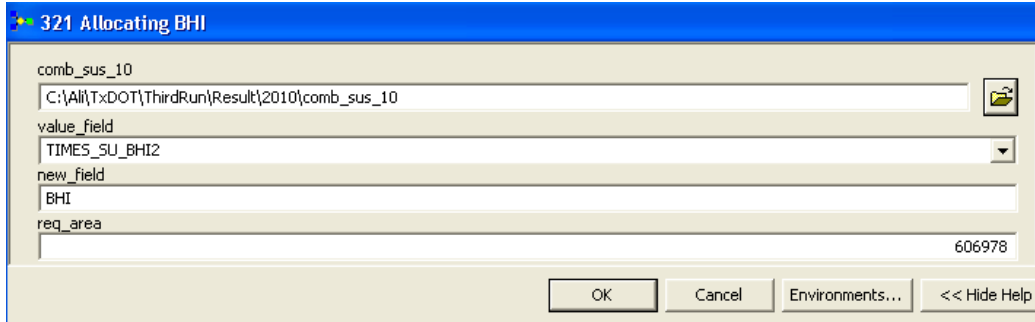 321 Allocating BHI
comb_sus_10
C:\Ali\TxDOT\ThirdRun\Result\2010\comb_sus_10
value_field
TIMES_SU_BHI2
new_field
BHI
req_area
606978
OK Cancel Environments... << Hide Help